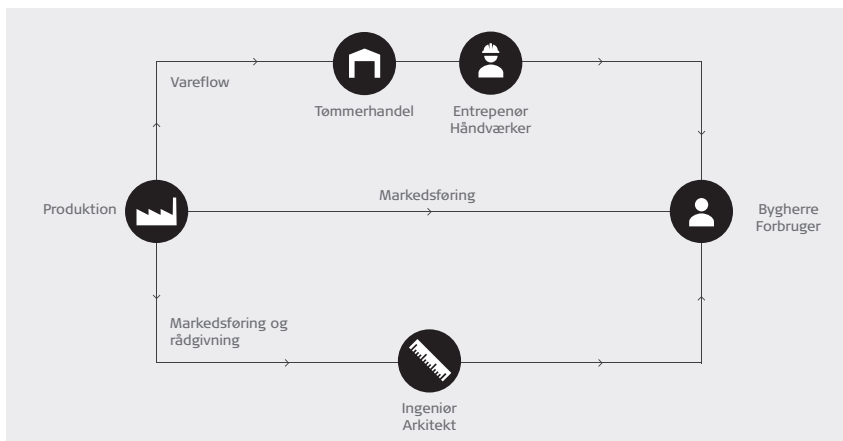 Vareflow
Tømmerhandel
Entrepenør
Håndværker
Produktion
Markedsføring
Bygherre
Forbruger
Markedsføring og
rådgivning
Ingeniør
Arkitekt